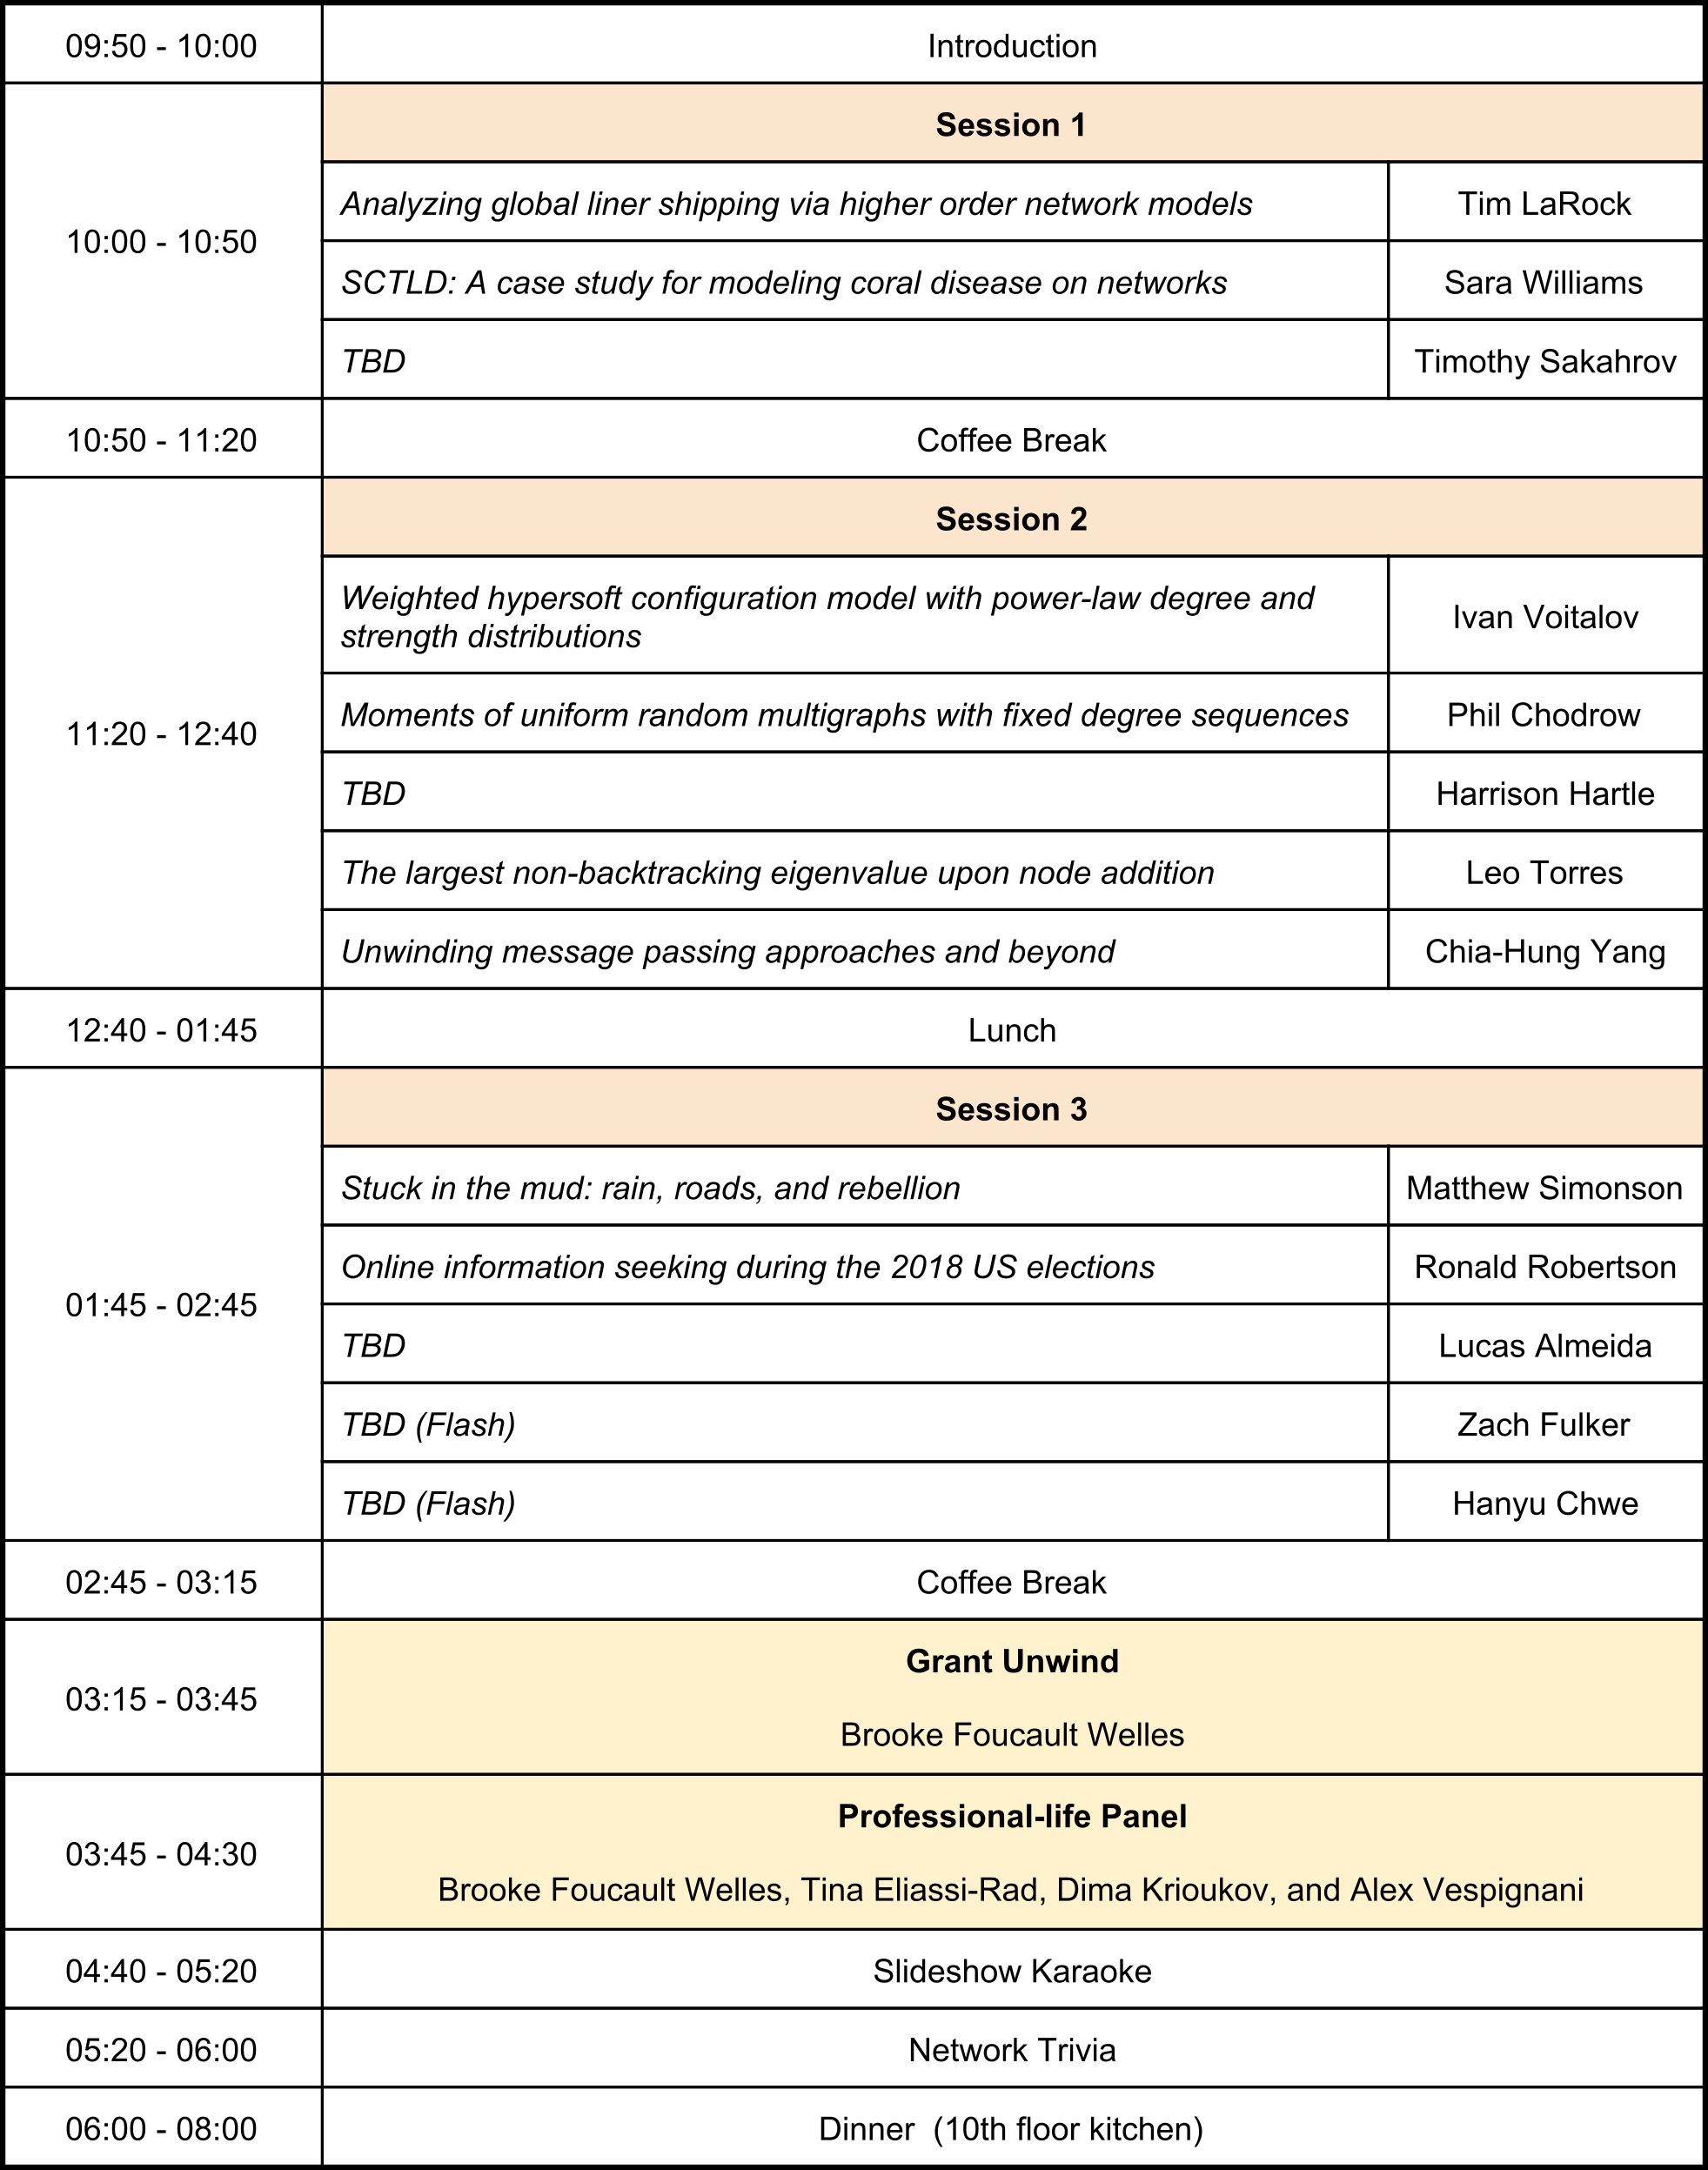 09:50 - 10:00
Introduction
10:00 - 10:50
Session 1
Analyzing global liner shipping via higher order network models
Tim LaRock
SCTLD: A case study for modeling coral disease on networks
Sara Williams
TBD
Timothy Sakahrov
10:50 - 11:20
Coffee Break
11:20 - 12:40
Session 2
Weighted hypersoft configuration model with power-law degree and
strength distributions
Ivan Voitalov
Moments of uniform random multigraphs with fixed degree sequences
Phil Chodrow
TBD
Harrison Hartle
The largest non-backtracking eigenvalue upon node addition
Leo Torres
Unwinding message passing approaches and beyond
Chia-Hung Yang
12:40 - 01:45
Lunch
01:45 - 02:45
Session 3
Stuck in the mud: rain, roads, and rebellion
Matthew Simonson
Online information seeking during the 2018 US elections
Ronald Robertson
TBD
Lucas Almeida
TBD (Flash)
Zach Fulker
TBD (Flash)
Hanyu Chwe
02:45 - 03:15
Coffee Break
03:15 - 03:45
Grant Unwind
Brooke Foucault Welles
03:45 - 04:30
Professional-life Panel
Brooke Foucault Welles, Tina Eliassi-Rad, Dima Krioukov, and Alex Vespignani
04:40 - 05:20
Slideshow Karaoke
05:20 - 06:00
Network Trivia
06:00 - 08:00
Dinner (10th floor kitchen)